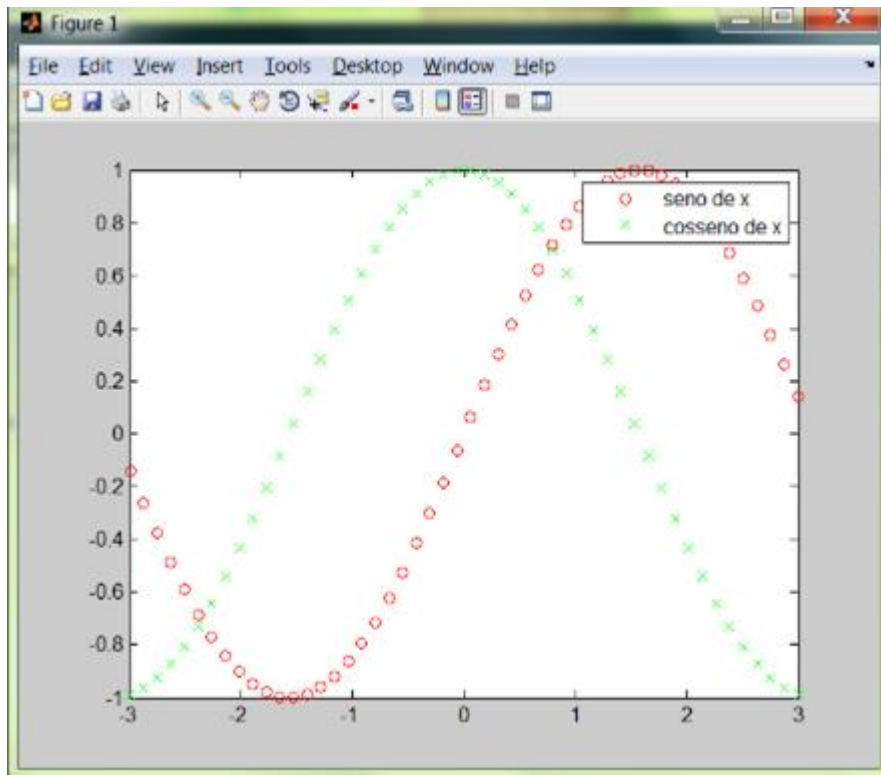 Figure 1
File Edit View Insert Tools Desktop Window Help
1
0.8
0.6
0.4
0.2
0
-0.2
-0.4
-0.6
-0.8
-1
-3 -2 -1 0 1 2 3
seno de x
cosseno de x